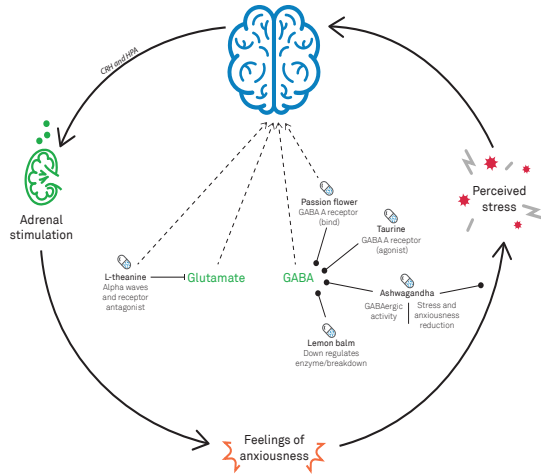 CRH and HPA
Adrenal
stimulation
Perceived
stress
Passion flower
GABA A receptor
(bind)
Taurine
GABA A receptor
(agonist)
L-theanine
Alpha waves
and receptor
antagonist
Glutamate
GABA
Ashwagandha
GABAergic
activity
Stress and
anxiousness
reduction
Lemon balm
Down regulates
enzyme/breakdown
Feelings of
anxiousness